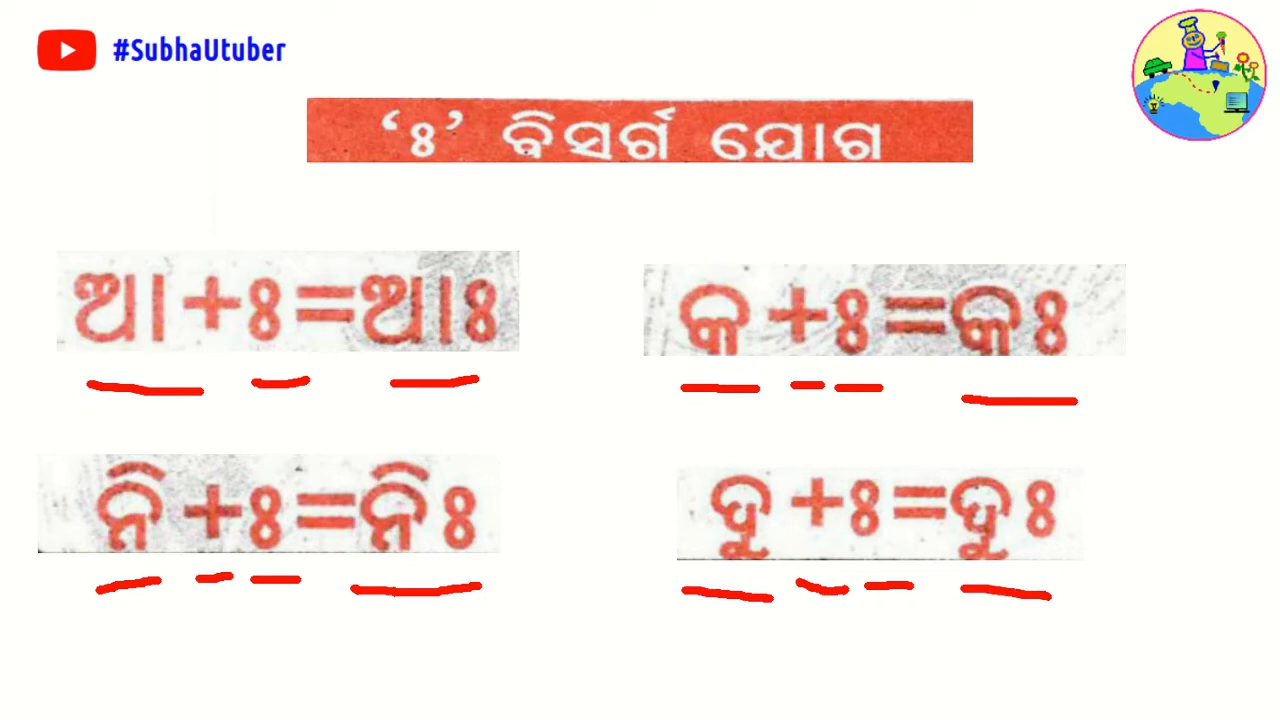 #SubhaUtuber
‘ଃ’ ବିସର୍ଗ ଯୋଗ
ଆ+ଃ=ଆଃ
କ+ଃ=କଃ
ନି+ଃ=ନିଃ
ଦୁ+ଃ=ଦୁଃ